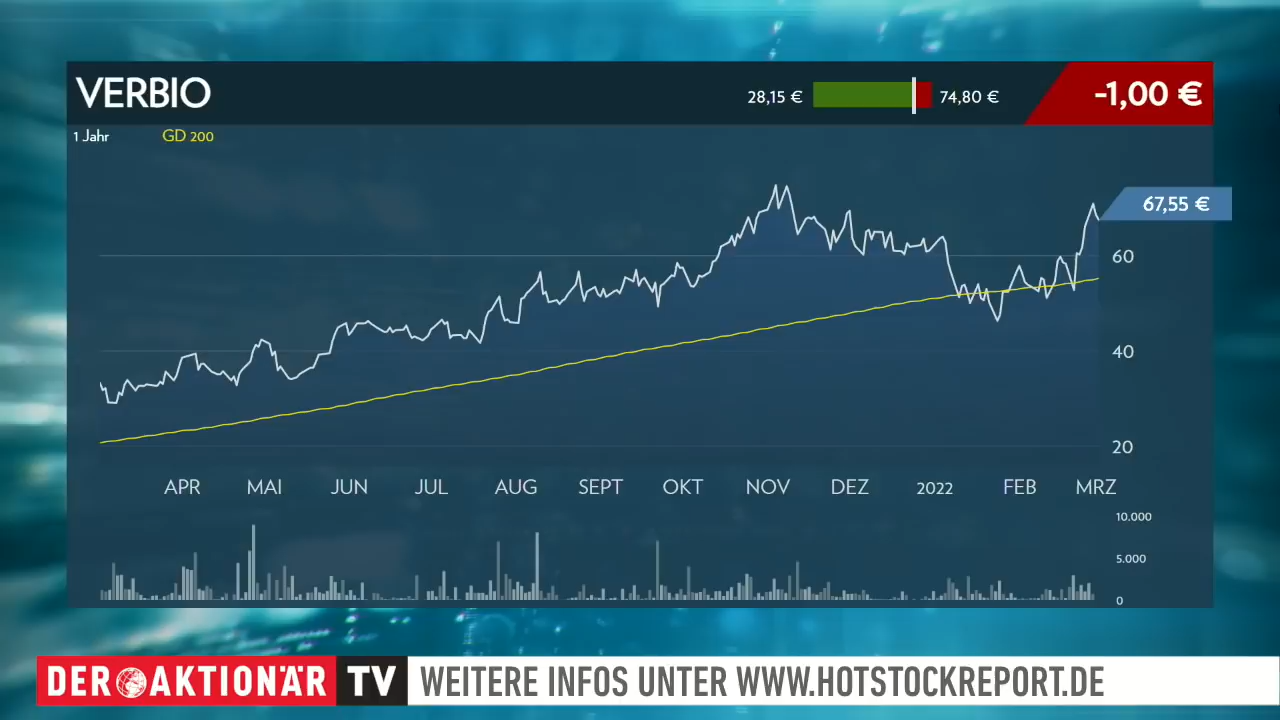 VERBIO
28,15 € 74,80 €
-1,00 €
1 Jahr GD 200
67,55 €
60
40
20
APR MAI JUN JUL AUG SEPT OKT NOV DEZ 2022 FEB MRZ
10.000
5.000
0
DER AKTIONÄR TV WEITERE INFOS UNTER WWW.HOTSTOCKREPORT.DE